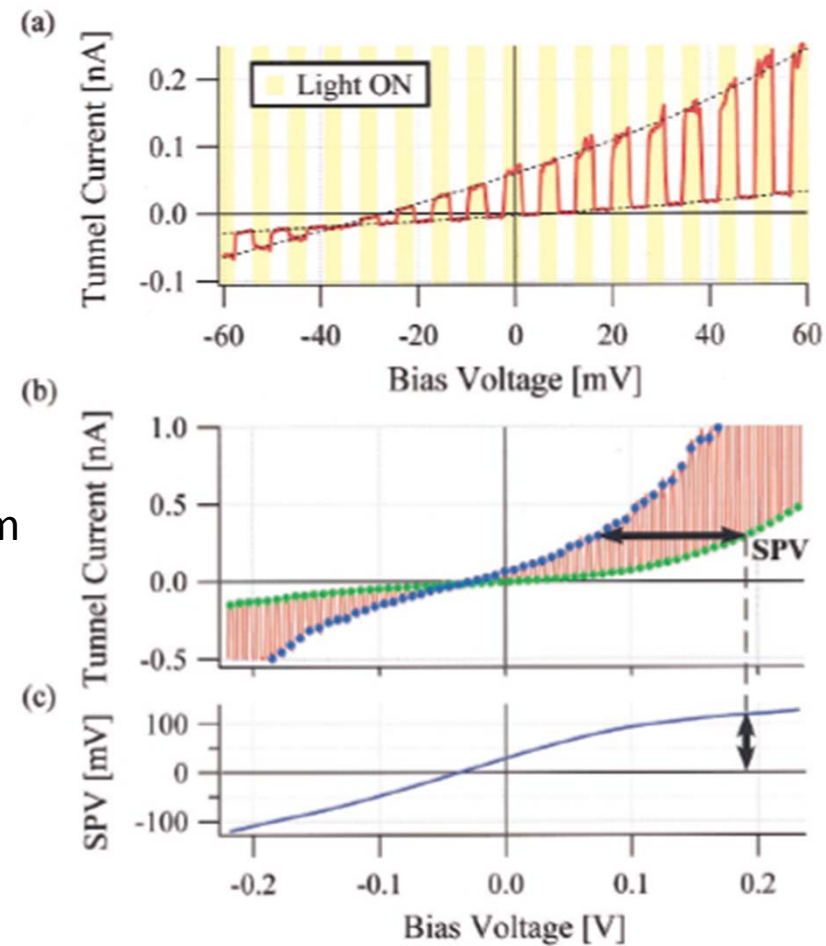 (a)
Tunnel Current [nA]
0.2
0.1
0.0
-0.1
Light ON
-60
-40
-20
0
20
40
60
Bias Voltage [mV]
(b)
m
Tunnel Current [nA]
1.0
0.5
0.0
-0.5
SPV
(c)
SPV [mV]
100
0
-100
-0.2
-0.1
0.0
0.1
0.2
Bias Voltage [V]